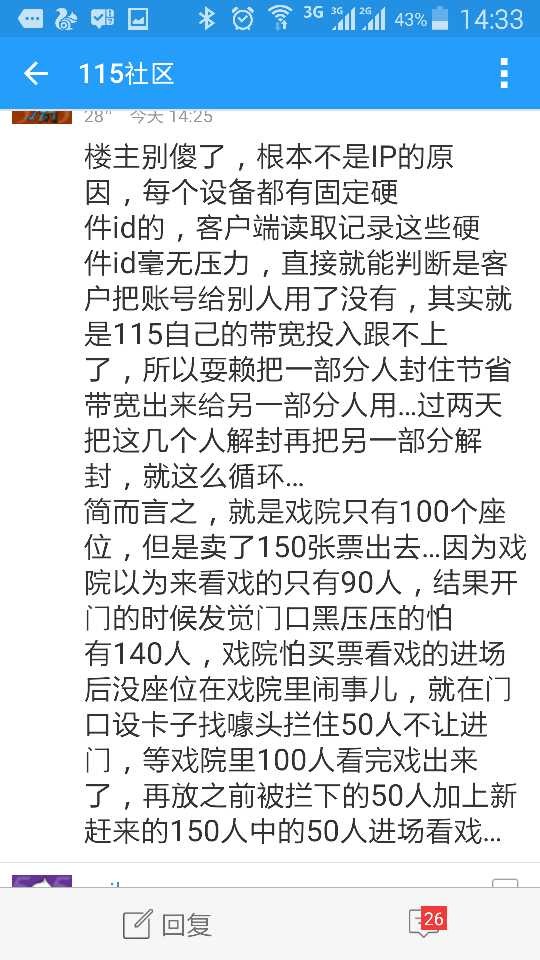 3G 3G 2G 43% 14:33
115社区
28" 今天 14:25
楼主别傻了，根本不是IP的原
因，每个设备都有固定硬
件id的，客户端读取记录这些硬
件id毫无压力，直接就能判断是客
户把账号给别人用了没有，其实就
是115自己的带宽投入跟不上
了，所以耍赖把一部分人封住节省
带宽出来给另一部分人用...过两天
把这几个人解封再把另一部分解
封，就这么循环...
简而言之，就是戏院只有100个座
位，但是卖了150张票出去...因为戏
院以为来看戏的只有90人，结果开
门的时候发觉门口黑压压的怕
有140人，戏院怕买票看戏的进场
后没座位在戏院里闹事儿，就在门
口设卡子找噱头拦住50人不让进
门，等戏院里100人看完戏出来
了，再放之前被拦下的50人加上新
赶来的150人中的50人进场看戏...
回复
26